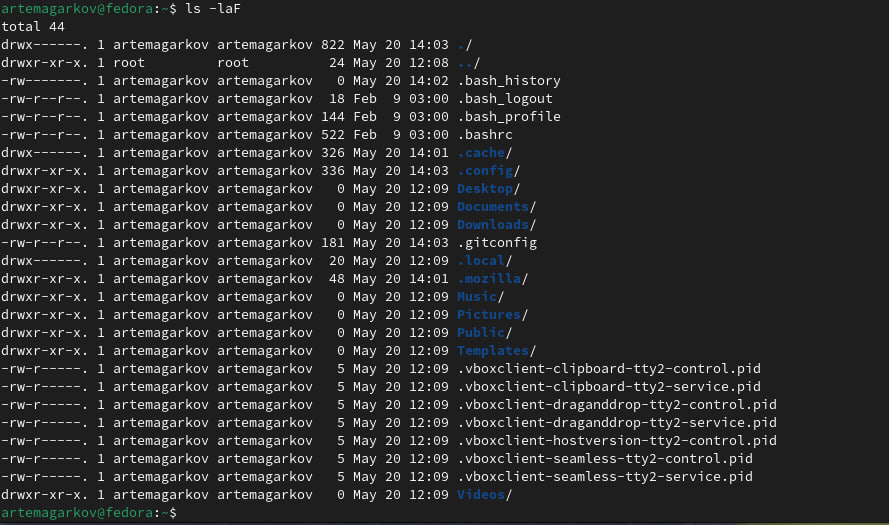 artemagarkov@fedora:~$ ls -laF
total 44
drwx------. 1 artemagarkov artemagarkov 822 May 20 14:03 ./
drwxr-xr-x. 1 root         root          24 May 20 12:08 ../
-rw-------. 1 artemagarkov artemagarkov   0 May 20 14:02 .bash_history
-rw-r--r--. 1 artemagarkov artemagarkov  18 Feb  9 03:00 .bash_logout
-rw-r--r--. 1 artemagarkov artemagarkov 144 Feb  9 03:00 .bash_profile
-rw-r--r--. 1 artemagarkov artemagarkov 522 Feb  9 03:00 .bashrc
drwx------. 1 artemagarkov artemagarkov 326 May 20 14:01 .cache/
drwxr-xr-x. 1 artemagarkov artemagarkov 336 May 20 14:03 .config/
drwxr-xr-x. 1 artemagarkov artemagarkov   0 May 20 12:09 Desktop/
drwxr-xr-x. 1 artemagarkov artemagarkov   0 May 20 12:09 Documents/
drwxr-xr-x. 1 artemagarkov artemagarkov   0 May 20 12:09 Downloads/
-rw-r--r--. 1 artemagarkov artemagarkov 181 May 20 14:03 .gitconfig
drwx------. 1 artemagarkov artemagarkov  20 May 20 12:09 .local/
drwxr-xr-x. 1 artemagarkov artemagarkov  48 May 20 14:01 .mozilla/
drwxr-xr-x. 1 artemagarkov artemagarkov   0 May 20 12:09 Music/
drwxr-xr-x. 1 artemagarkov artemagarkov   0 May 20 12:09 Pictures/
drwxr-xr-x. 1 artemagarkov artemagarkov   0 May 20 12:09 Public/
drwxr-xr-x. 1 artemagarkov artemagarkov   0 May 20 12:09 Templates/
-rw-r-----. 1 artemagarkov artemagarkov   5 May 20 12:09 .vboxclient-clipboard-tty2-control.pid
-rw-r-----. 1 artemagarkov artemagarkov   5 May 20 12:09 .vboxclient-clipboard-tty2-service.pid
-rw-r-----. 1 artemagarkov artemagarkov   5 May 20 12:09 .vboxclient-draganddrop-tty2-control.pid
-rw-r-----. 1 artemagarkov artemagarkov   5 May 20 12:09 .vboxclient-draganddrop-tty2-service.pid
-rw-r-----. 1 artemagarkov artemagarkov   5 May 20 12:09 .vboxclient-hostversion-tty2-control.pid
-rw-r-----. 1 artemagarkov artemagarkov   5 May 20 12:09 .vboxclient-seamless-tty2-control.pid
-rw-r-----. 1 artemagarkov artemagarkov   5 May 20 12:09 .vboxclient-seamless-tty2-service.pid
drwxr-xr-x. 1 artemagarkov artemagarkov   0 May 20 12:09 Videos/
artemagarkov@fedora:~$